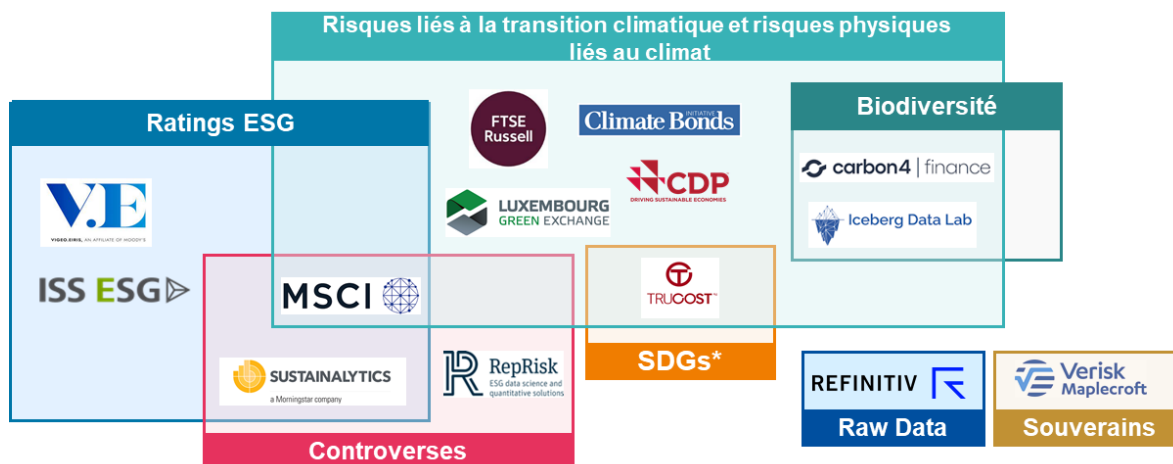 Risques liés à la transition climatique et risques physiques
liés au climat
Ratings ESG
Biodiversité
FTSE
Russell
Climate Bonds
INITIATIVE
carbon4 | finance
CDP
DRIVING SUSTAINABLE ECONOMIES
V.E
VIGEO EIRIS, AN AFFILIATE OF MOODY'S
LUXEMBOURG
GREEN EXCHANGE
Iceberg Data Lab
ISS ESG
MSCI
TRUCOST™
SDGs*
SUSTAINALYTICS
a Morningstar company
RepRisk
ESG data science and
quantitative solutions
REFINITIV
Verisk
Maplecroft
Raw Data
Souverains
Controverses